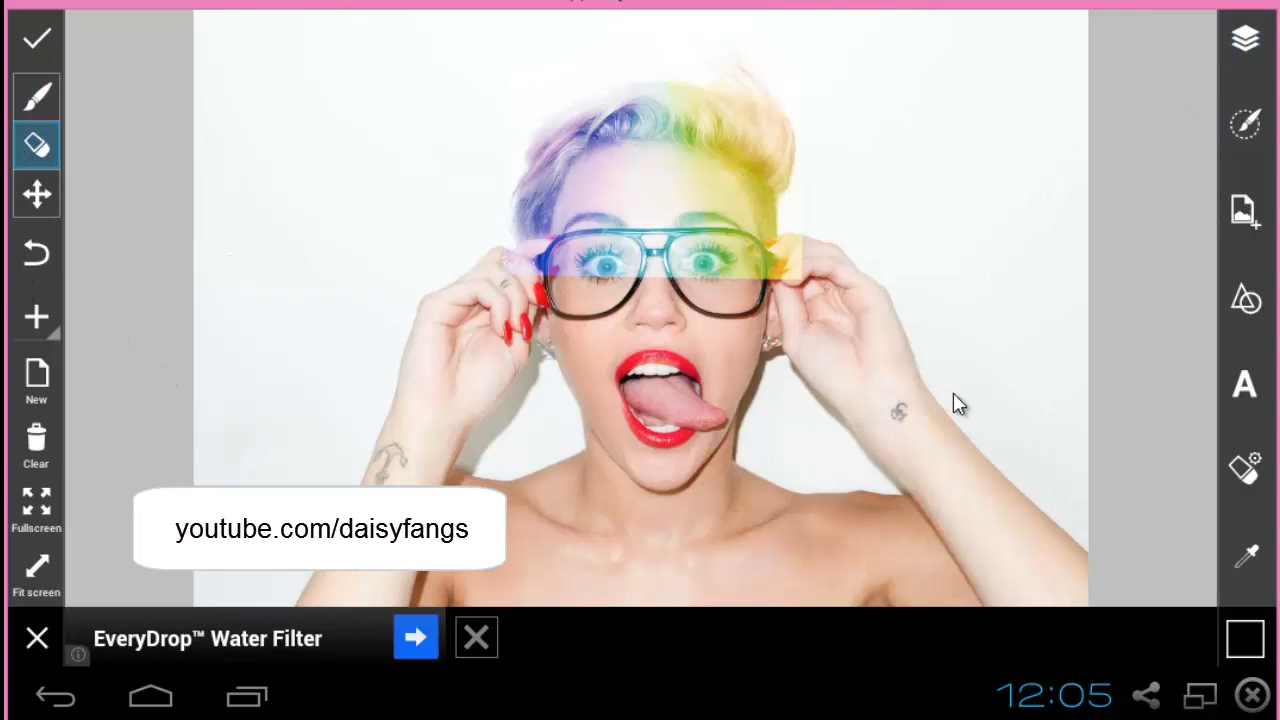 New
Clear
Fullscreen
Fit screen
A
youtube.com/daisyfangs
EveryDrop™ Water Filter
12:05